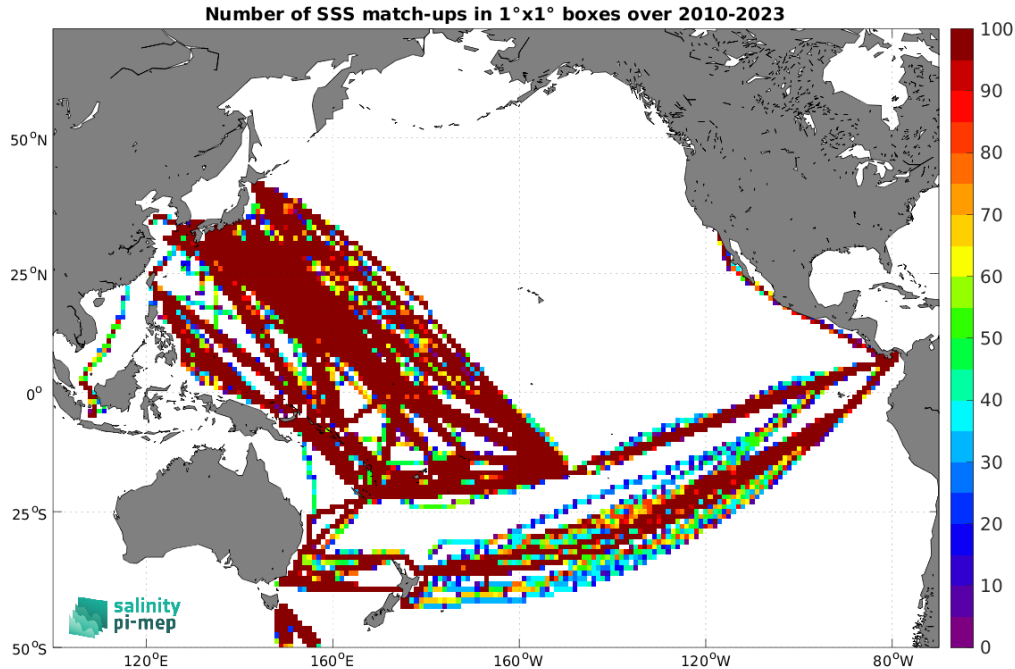 Number of SSS match-ups in 1°x1° boxes over 2010-2023
50°N
25°N
0°
25°S
50°S
120°E
160°E
160°W
120°W
80°W
100
90
80
70
60
50
40
30
20
10
0
salinity
pi-mep